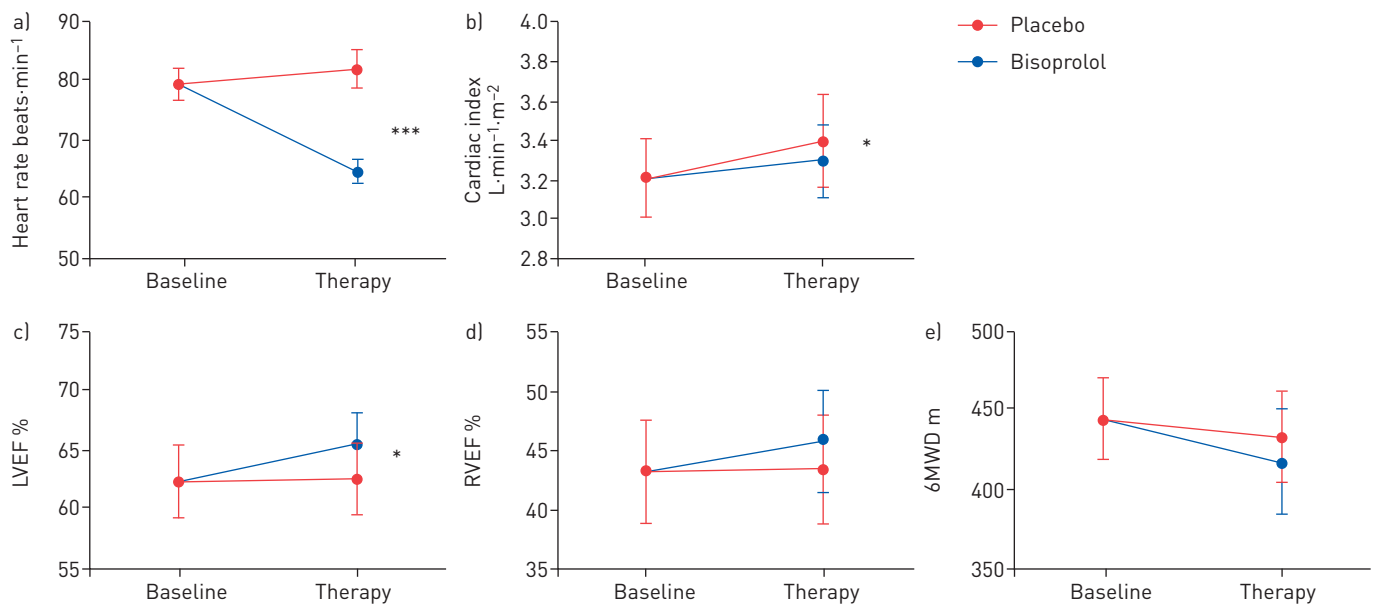 a)
Heart rate beats·min⁻¹
90
80
70
60
50
Baseline Therapy
***
b)
Cardiac index
L·min⁻¹·m⁻²
4.0
3.8
3.6
3.4
3.2
3.0
2.8
Baseline Therapy
*
Placebo
Bisoprolol
c)
LVEF %
75
70
65
60
55
Baseline Therapy
*
d)
RVEF %
55
50
45
40
35
Baseline Therapy
e)
6MWD m
500
450
400
350
Baseline Therapy